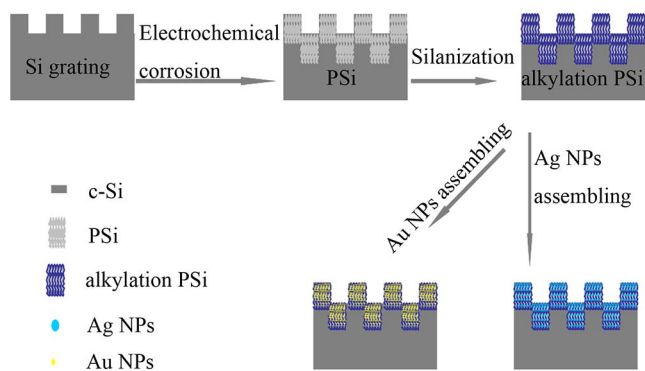 Si grating
Electrochemical
corrosion
PSi
Silanization
alkylation PSi
Au NPs assembling
Ag NPs
assembling
c-Si
PSi
alkylation PSi
Ag NPs
Au NPs